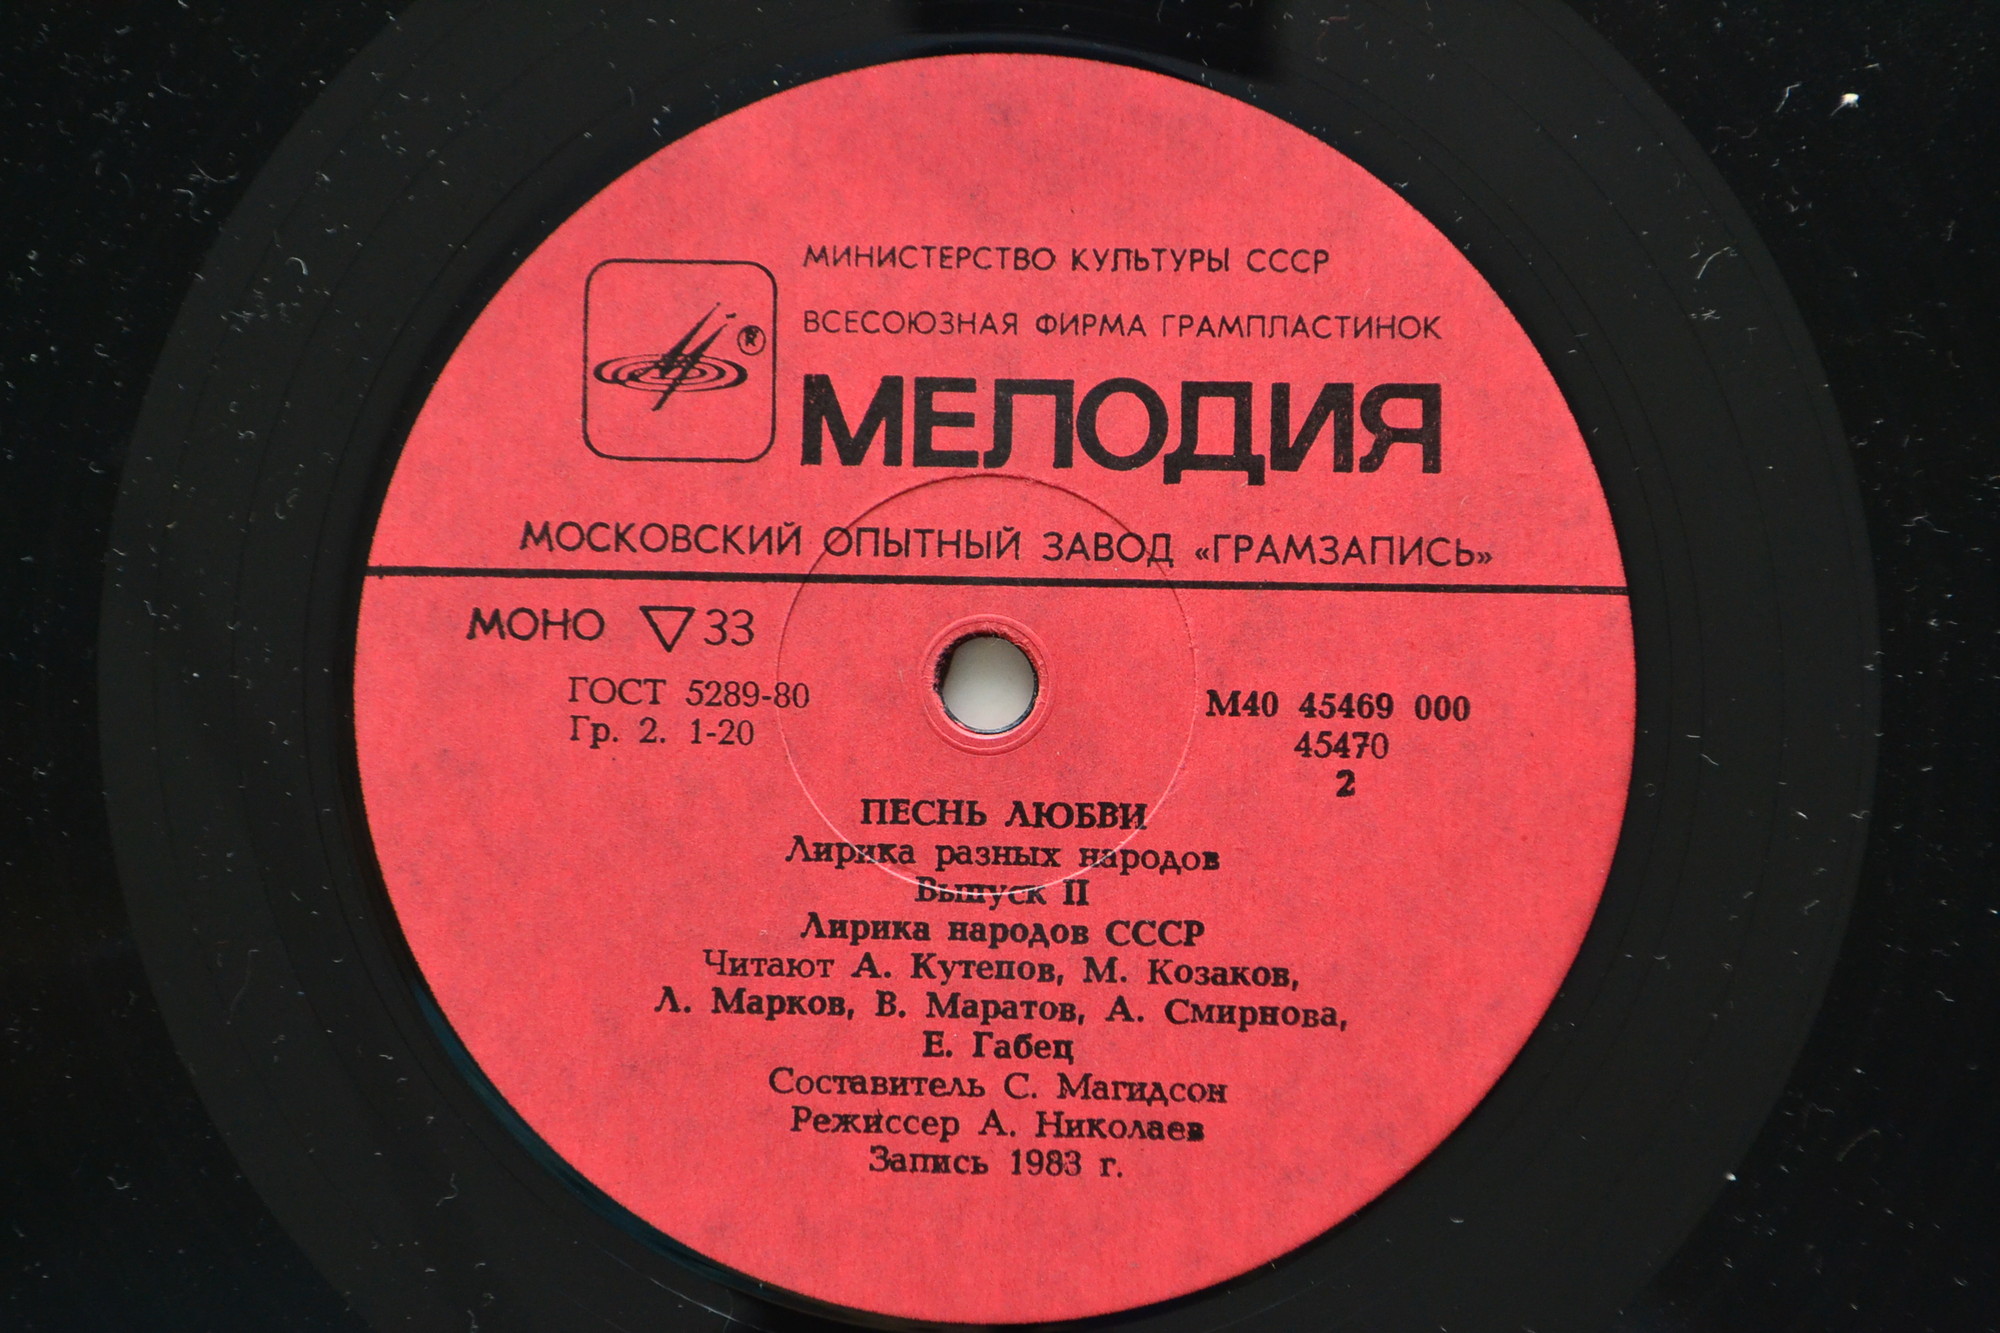 МИНИСТЕРСТВО КУЛЬТУРЫ СССР
ВСЕСОЮЗНАЯ ФИРМА ГРАМПЛАСТИНОК
®
МЕЛОДИЯ
МОСКОВСКИЙ ОПЫТНЫЙ ЗАВОД «ГРАМЗАПИСЬ»
МОНО ▽ 33
ГОСТ 5289-80
Гр. 2. 1-20
М40 45469 000
45470
2
ПЕСНЬ ЛЮБВИ
Лирика разных народов
Выпуск II
Лирика народов СССР
Читают А. Кутепов, М. Козаков,
Л. Марков, В. Маратов, А. Смирнова,
Е. Габец
Составитель С. Магидсон
Режиссер А. Николаев
Запись 1983 г.